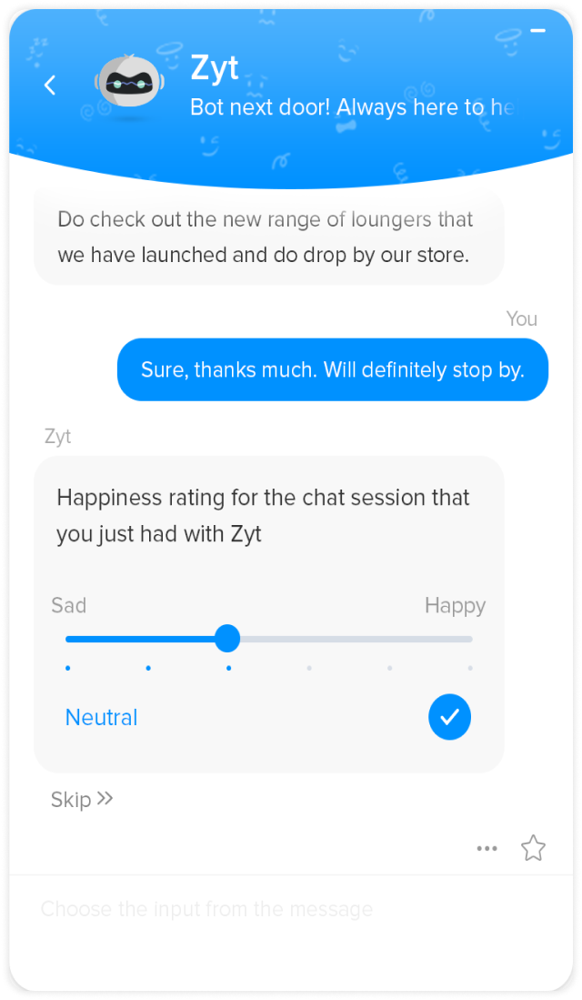 Zyt
Bot next door! Always here to he
Do check out the new range of loungers that
we have launched and do drop by our store.
You
Sure, thanks much. Will definitely stop by.
Zyt
Happiness rating for the chat session that
you just had with Zyt
Sad
Happy
Neutral
Skip
Choose the input from the message